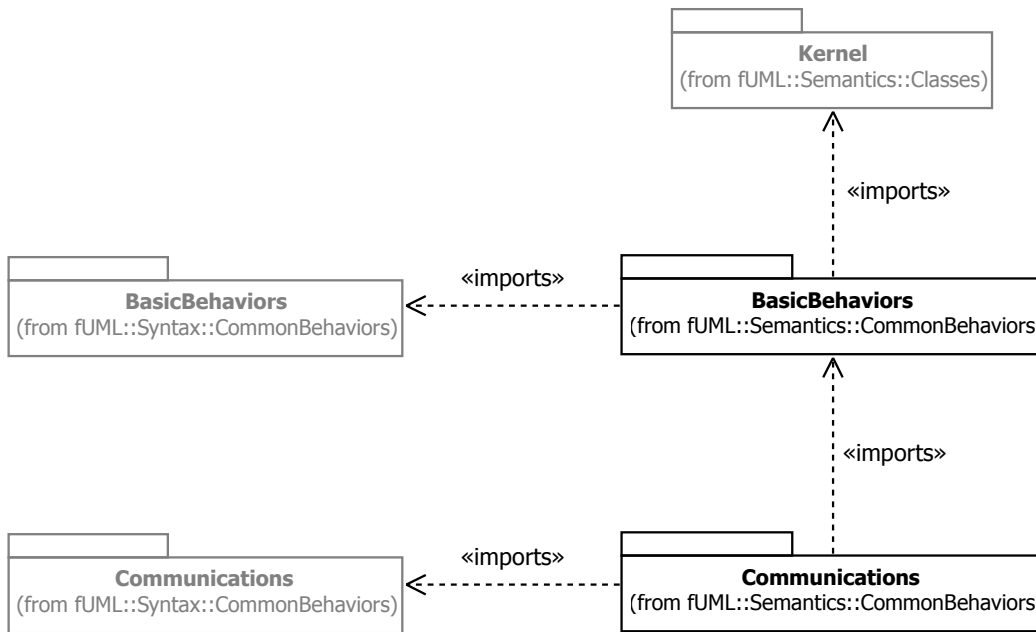 Kernel
(from fUML::Semantics::Classes)
«imports»
«imports»
BasicBehaviors
(from fUML::Syntax::CommonBehaviors)
BasicBehaviors
(from fUML::Semantics::CommonBehaviors
«imports»
«imports»
Communications
(from fUML::Syntax::CommonBehaviors)
Communications
(from fUML::Semantics::CommonBehaviors